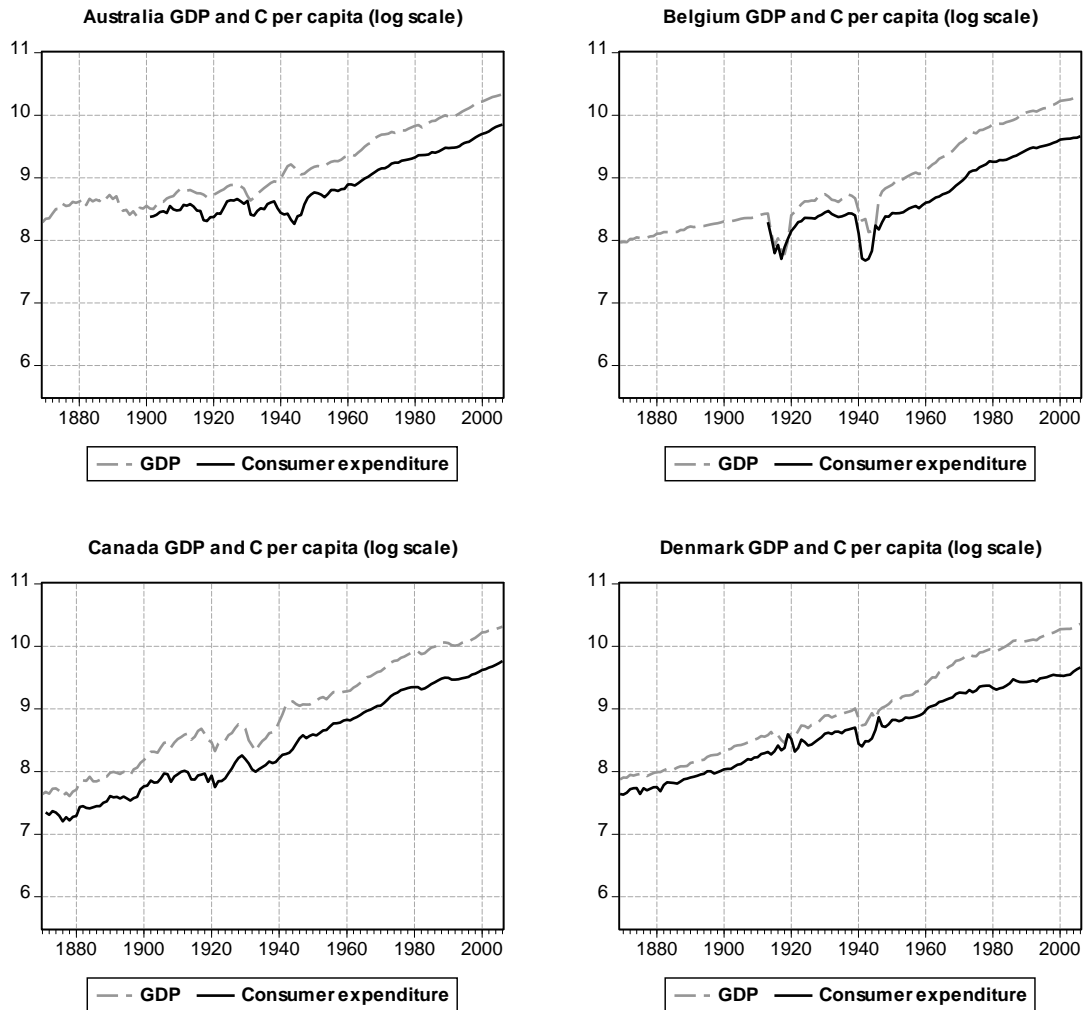 Australia GDP and C per capita (log scale)
11
10
9
8
7
6
1880 1900 1920 1940 1960 1980 2000
GDP Consumer expenditure
Belgium GDP and C per capita (log scale)
11
10
9
8
7
6
1880 1900 1920 1940 1960 1980 2000
GDP Consumer expenditure
Canada GDP and C per capita (log scale)
11
10
9
8
7
6
1880 1900 1920 1940 1960 1980 2000
GDP Consumer expenditure
Denmark GDP and C per capita (log scale)
11
10
9
8
7
6
1880 1900 1920 1940 1960 1980 2000
GDP Consumer expenditure